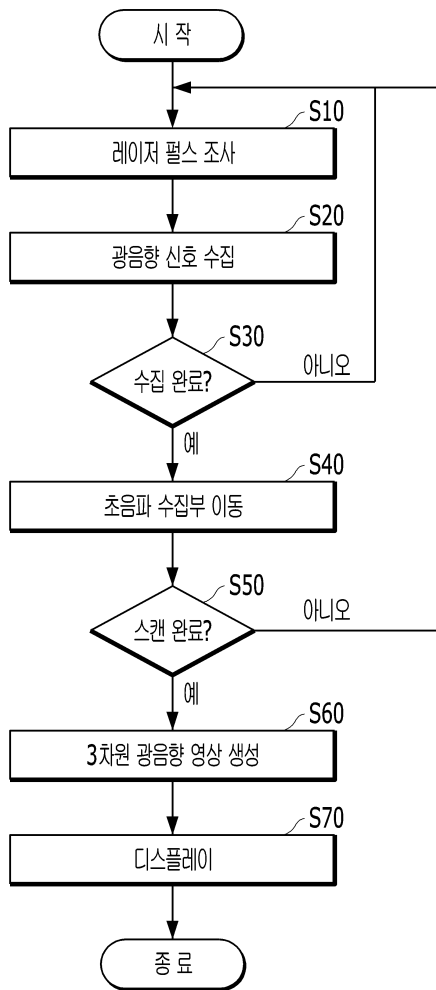 시 작
S10
레이저 펄스 조사
S20
광음향 신호 수집
S30
수집 완료?
아니오
예
S40
초음파 수집부 이동
S50
스캔 완료?
아니오
예
S60
3차원 광음향 영상 생성
S70
디스플레이
종 료